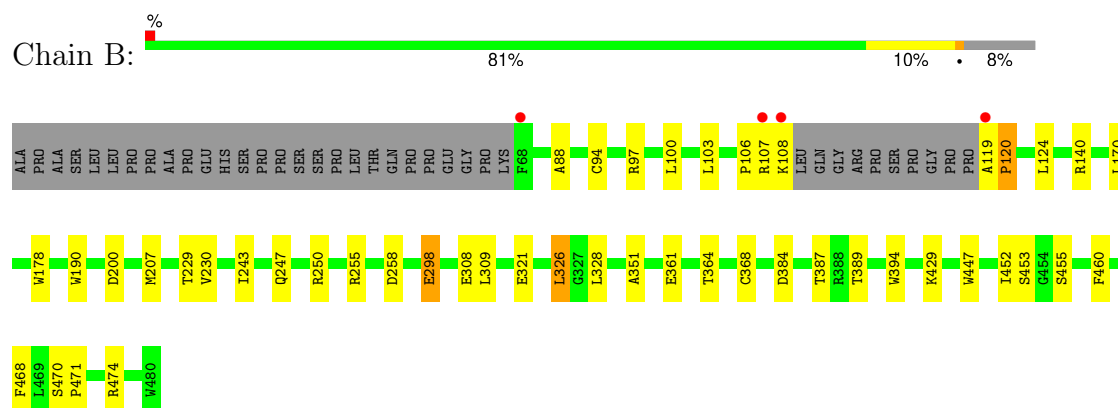 %
Chain B:
81% 10% • 8%
ALA PRO ALA SER LEU LEU PRO PRO ALA PRO GLU HIS SER PRO PRO SER SER PRO LEU THR GLN PRO PRO GLU GLY PRO LYS F68 A88 C94 R97 L100 L103 P106 R107 K108 LEU GLN GLY ARG PRO SER PRO GLY PRO PRO A119 P120 L124 R140 L170
W178 W190 D200 M207 T229 V230 I243 Q247 R250 R255 D258 E298 E308 L309 E321 L326 G327 L328 A351 E361 T364 C368 D384 T387 R388 T389 W394 K429 W447 I452 S453 G454 S455 F460
F468 L469 S470 P471 R474 W480